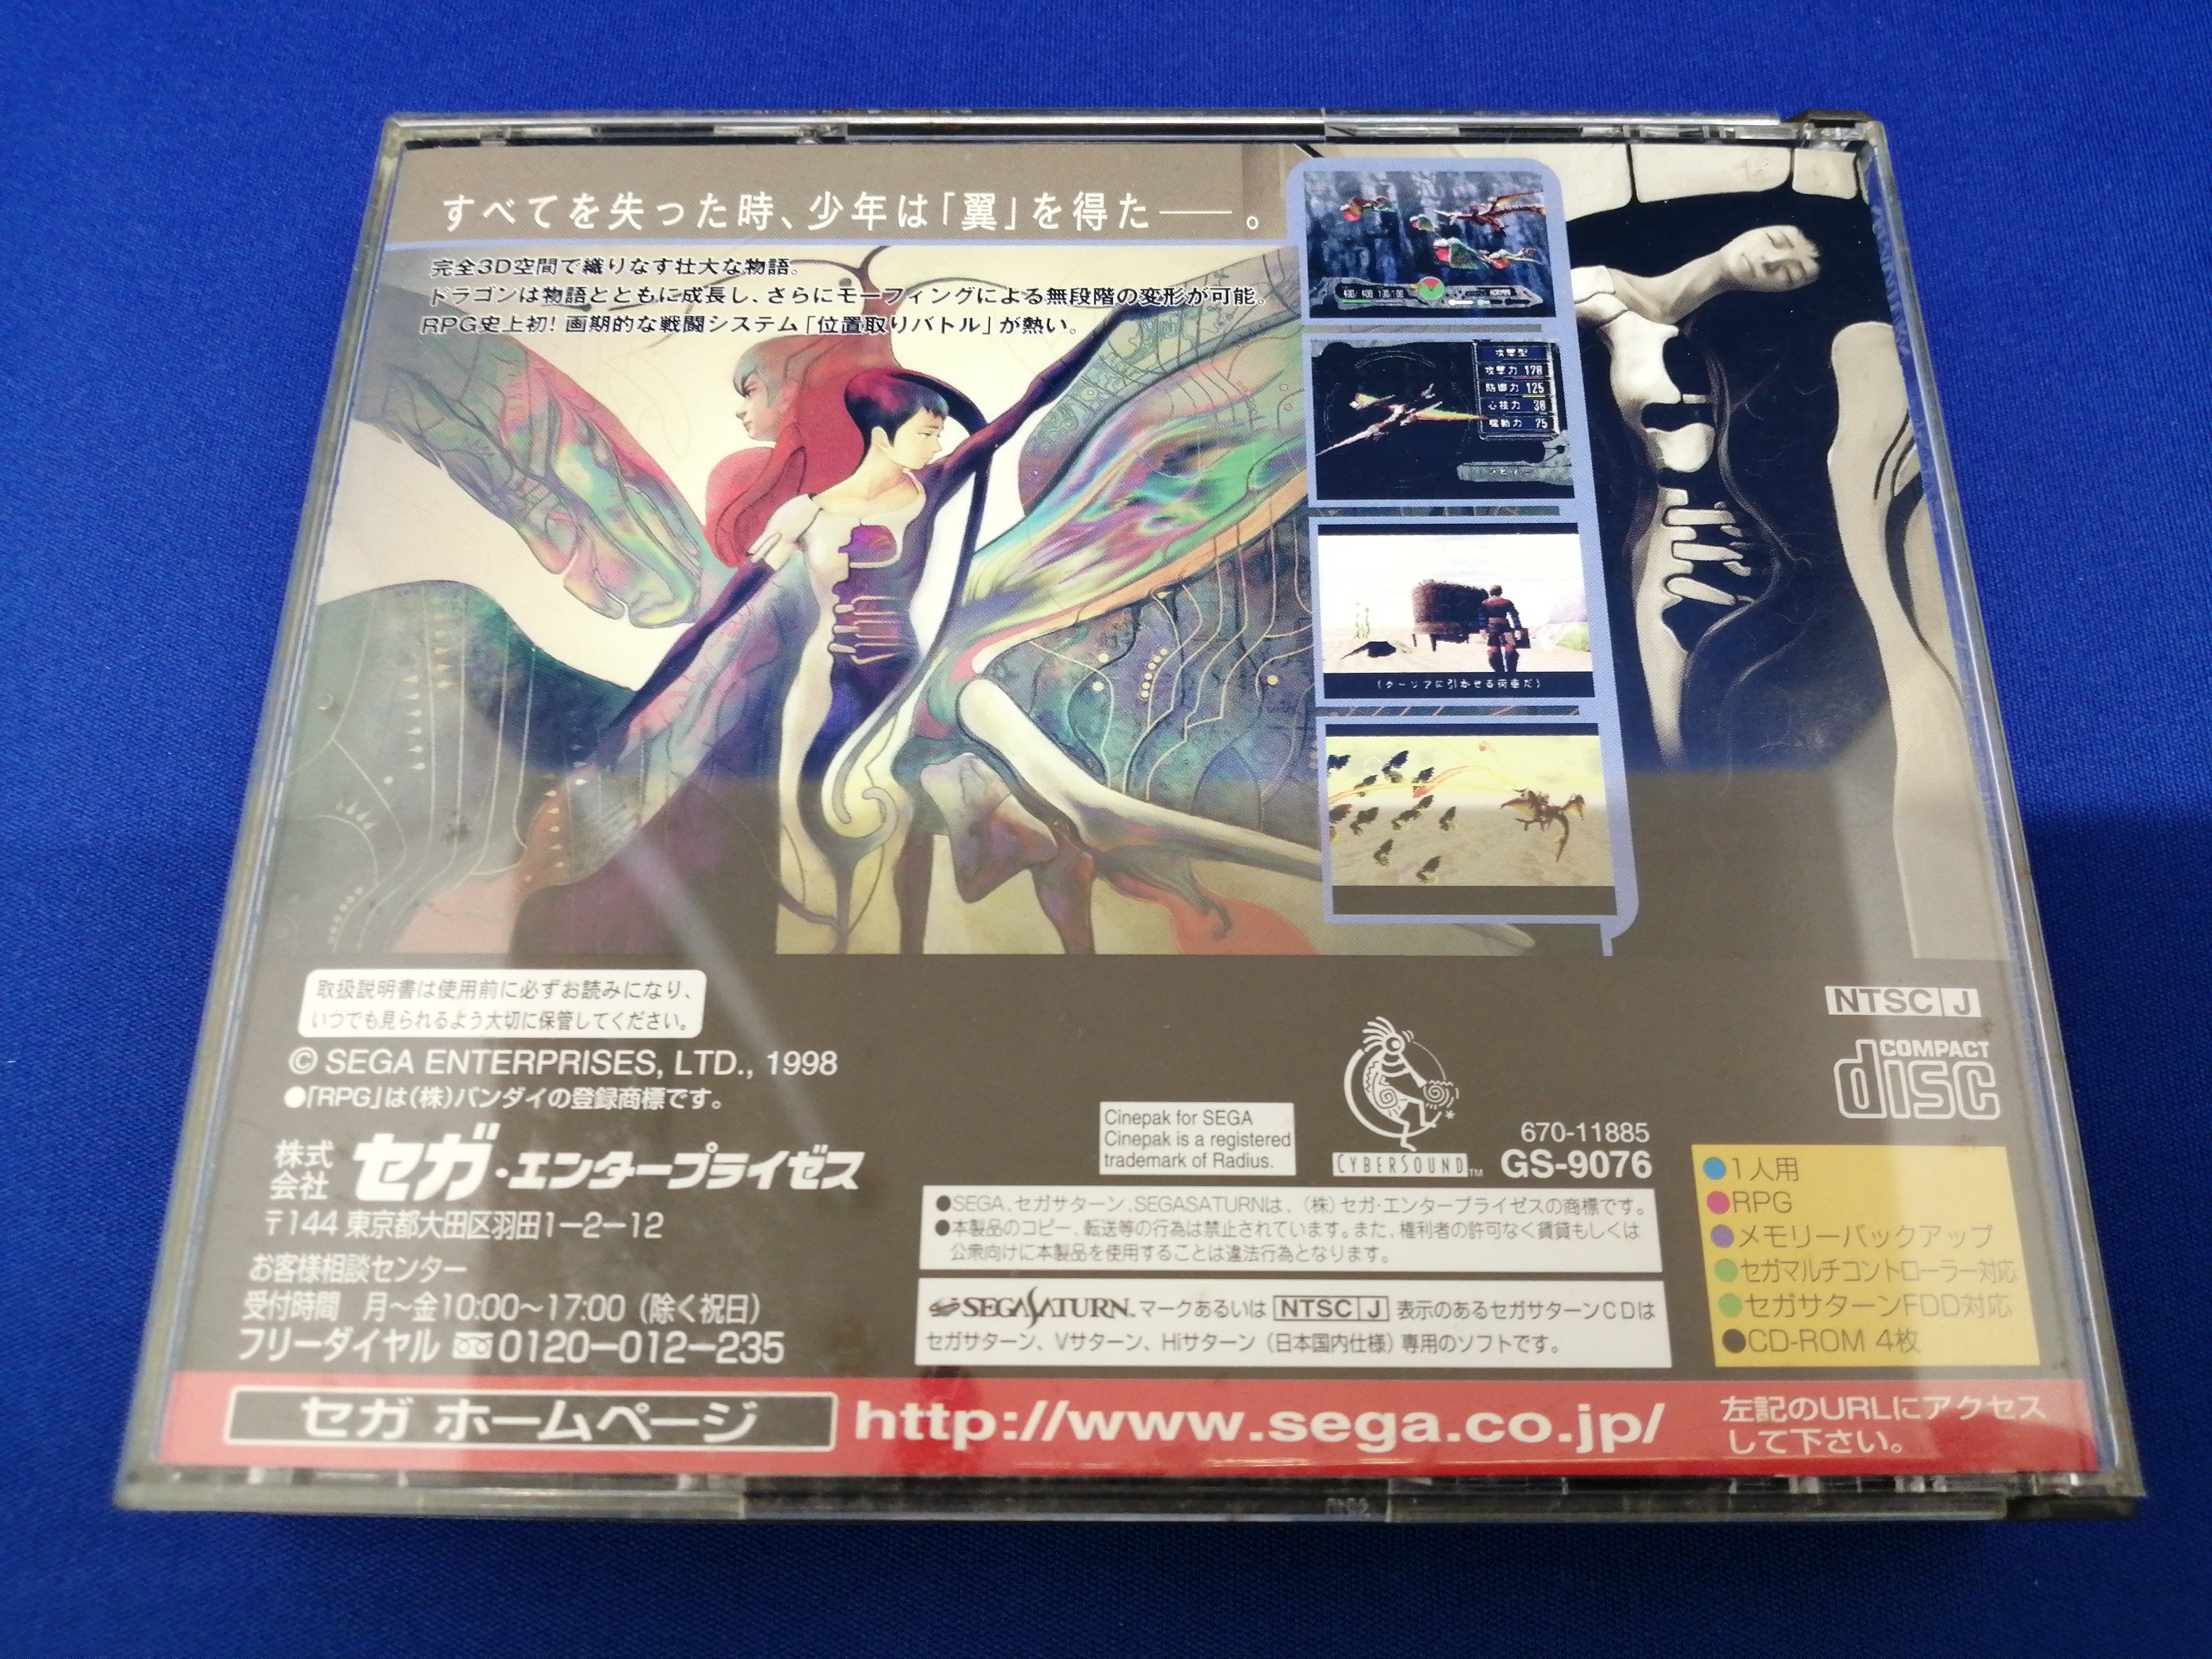 すべてを失った時、少年は「翼」を得た——。
完全3D空間で織りなす壮大な物語。
ドラゴンは物語とともに成長し、さらにモーフィングによる無段階の変形が可能。
RPG史上初!画期的な戦闘システム「位置取りバトル」が熱い。
攻撃型
攻撃力 170
防御力 125
心技力 30
機動力 75
(クーリアに引かせる荷車だ)
取扱説明書は使用前に必ずお読みになり、
いつでも見られるよう大切に保管してください。
© SEGA ENTERPRISES, LTD., 1998
●「RPG」は(株)バンダイの登録商標です。
株式会社 セガ・エンタープライゼス
〒144 東京都大田区羽田1−2−12
お客様相談センター
受付時間 月〜金10:00〜17:00(除く祝日)
フリーダイヤル 0120−012−235
Cinepak for SEGA
Cinepak is a registered
trademark of Radius.
CYBERSOUND™
670-11885
GS-9076
NTSC J
COMPACT
disc
●SEGA、セガサターン、SEGASATURNは、(株)セガ・エンタープライゼスの商標です。
●本製品のコピー、転送等の行為は禁止されています。また、権利者の許可なく賃貸もしくは
公衆向けに本製品を使用することは違法行為となります。
SEGA SATURN™マークあるいは NTSC J 表示のあるセガサターンCDは
セガサターン、Vサターン、Hiサターン(日本国内仕様)専用のソフトです。
●1人用
●RPG
●メモリーバックアップ
●セガマルチコントローラー対応
●セガサターンFDD対応
●CD-ROM 4枚
セガ ホームページ
http://www.sega.co.jp/
左記のURLにアクセス
して下さい。